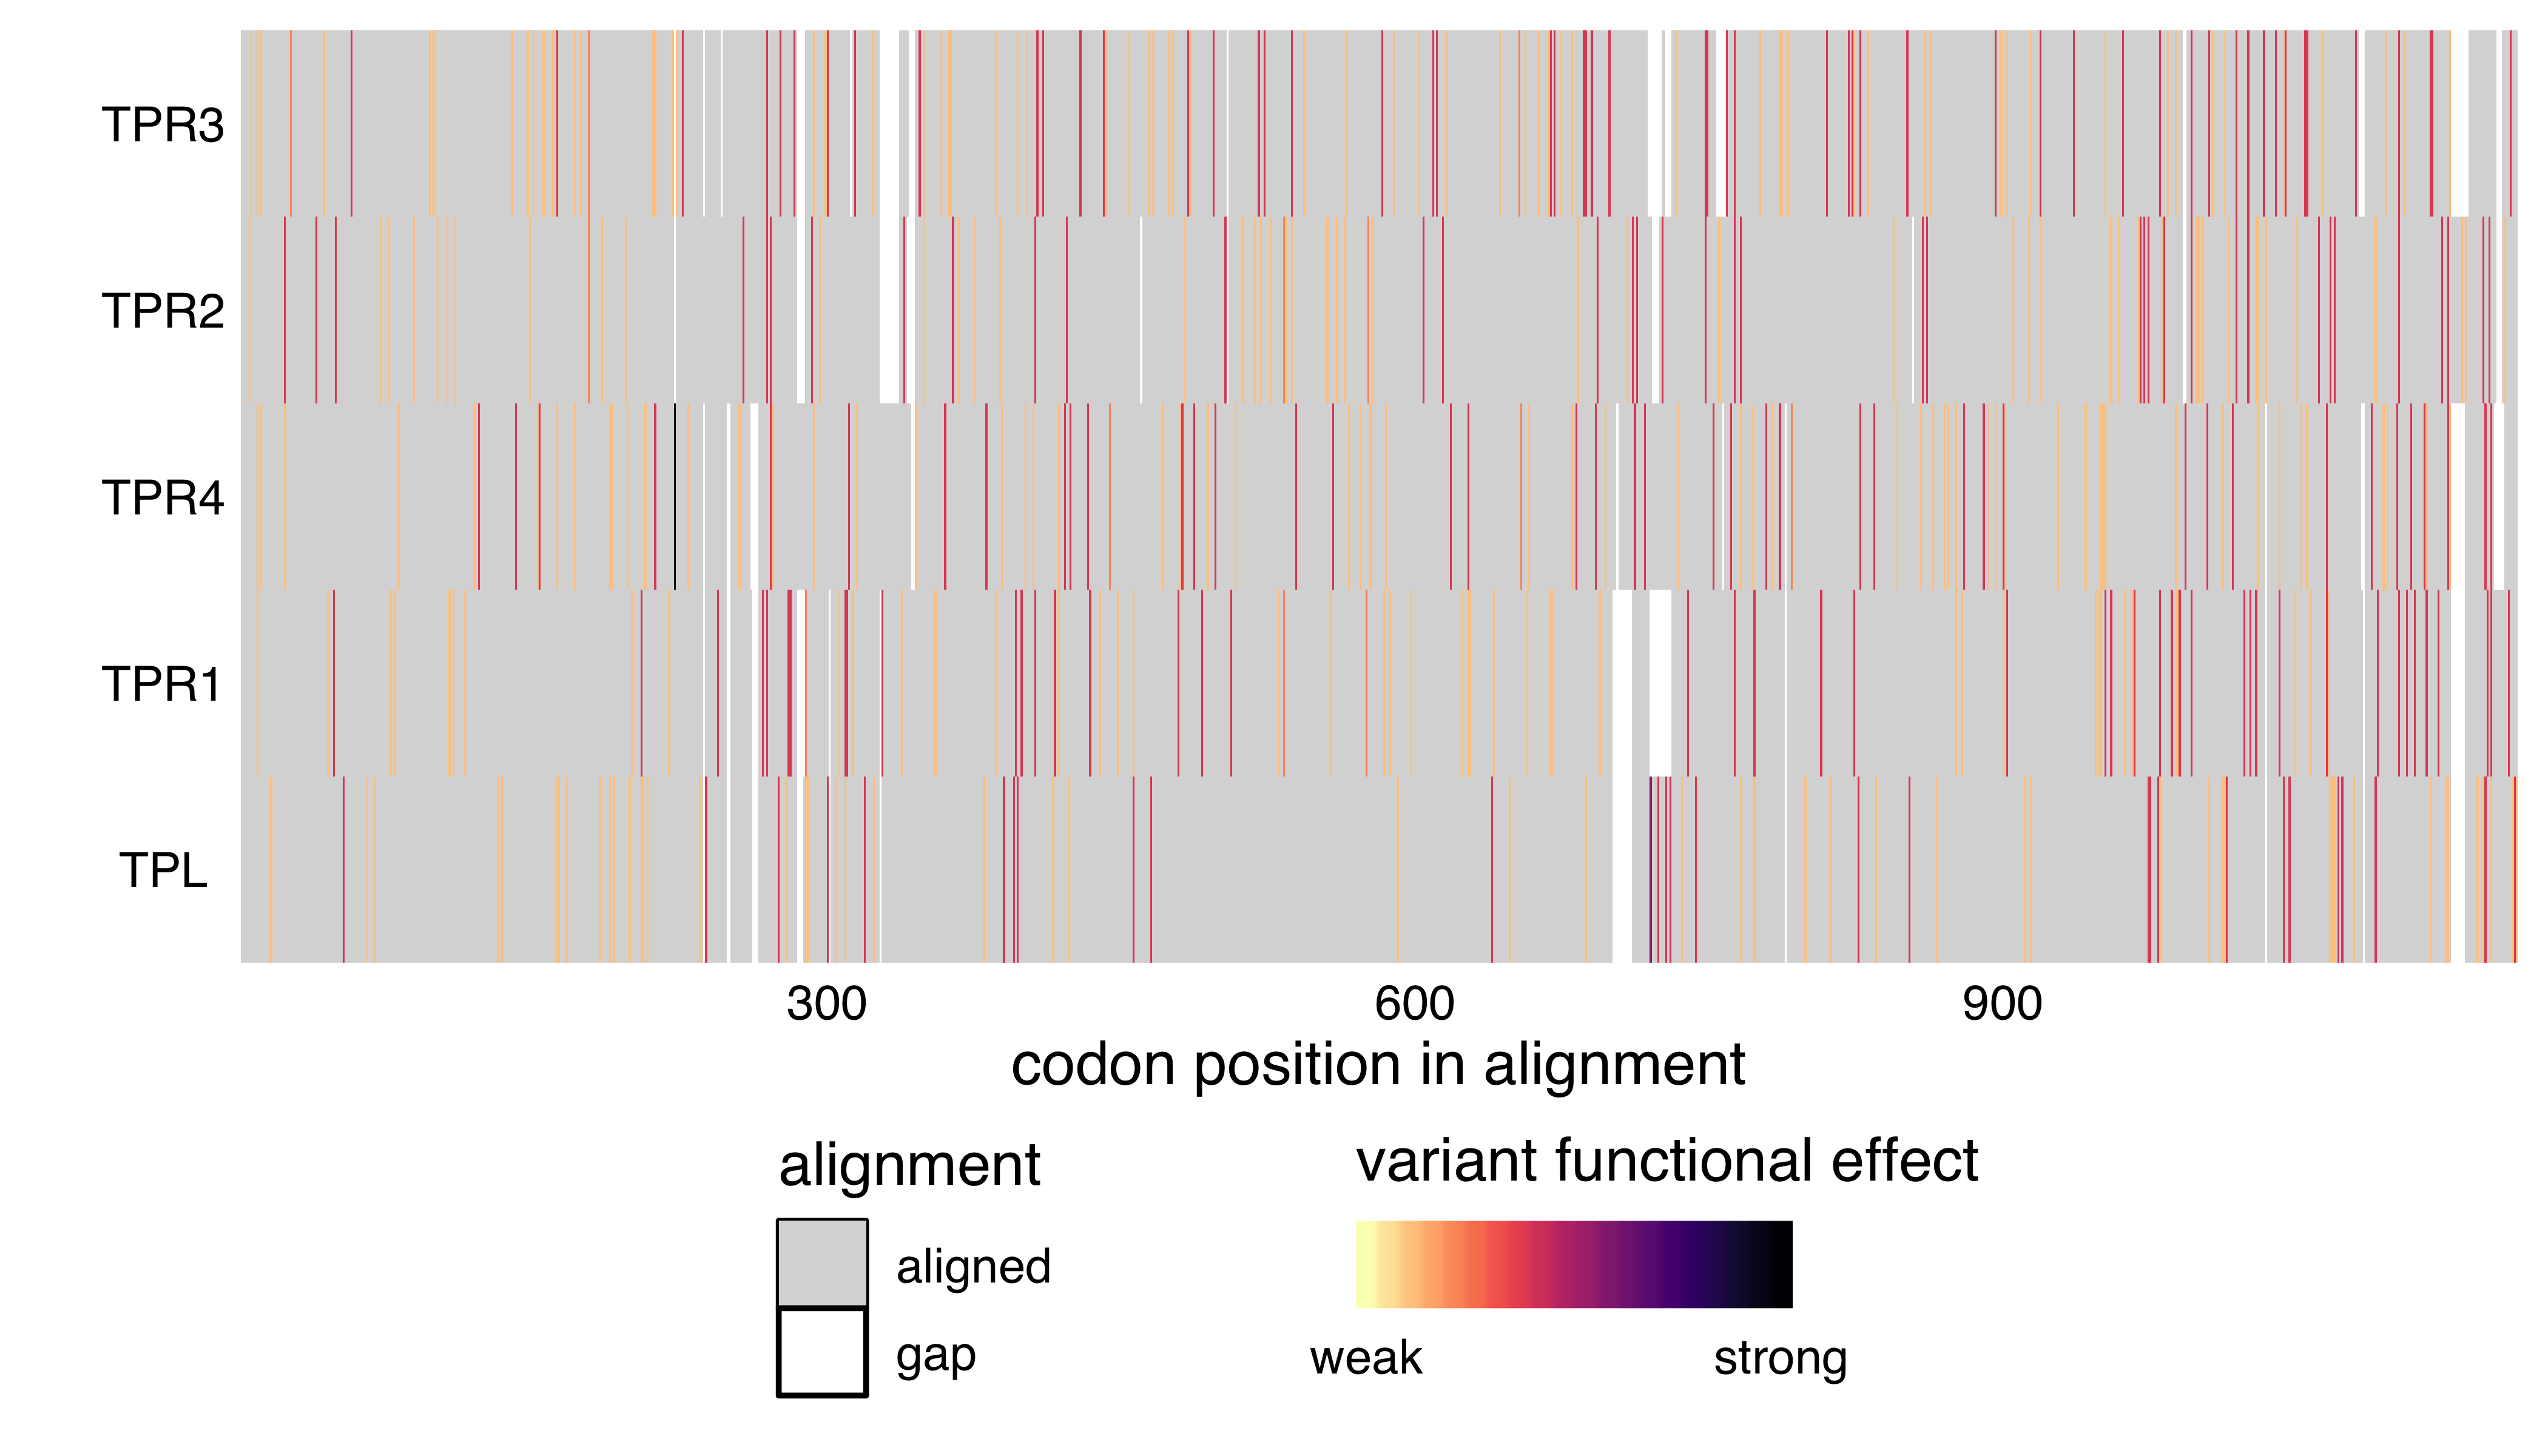 TPR3
TPR2
TPR4
TPR1
TPL
300 600 900
codon position in alignment
alignment
aligned
gap
variant functional effect
weak strong